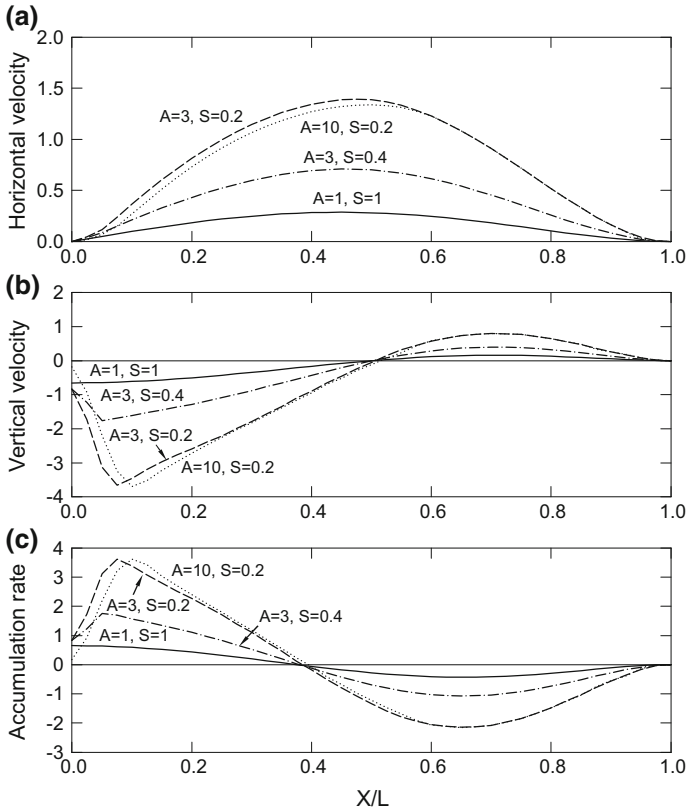 (a)
2.0
1.5
1.0
0.5
0.0
Horizontal velocity
A=3, S=0.2
A=10, S=0.2
A=3, S=0.4
A=1, S=1
0.0 0.2 0.4 0.6 0.8 1.0
(b)
2
1
0
-1
-2
-3
-4
Vertical velocity
A=1, S=1
A=3, S=0.4
A=3, S=0.2
A=10, S=0.2
0.0 0.2 0.4 0.6 0.8 1.0
(c)
4
3
2
1
0
-1
-2
-3
Accumulation rate
A=10, S=0.2
A=3, S=0.2
A=3, S=0.4
A=1, S=1
0.0 0.2 0.4 0.6 0.8 1.0
X/L